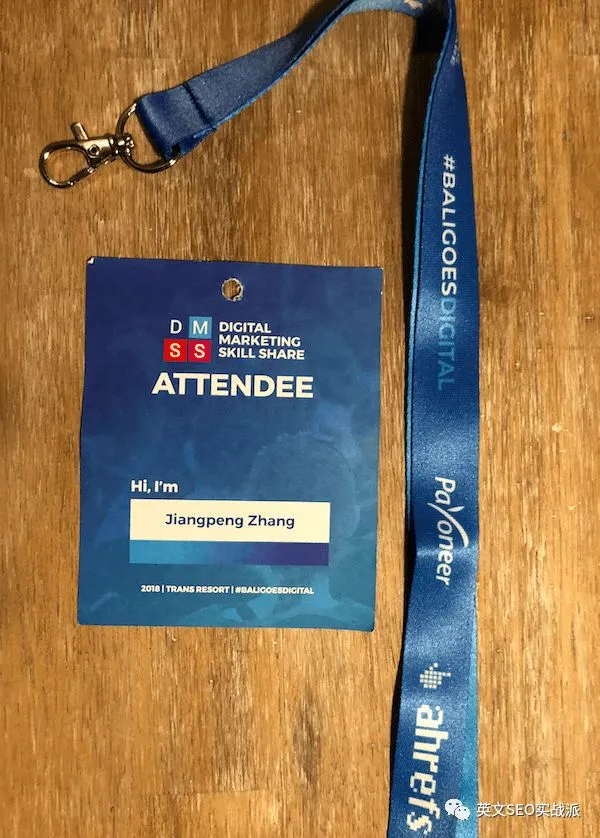 #BALIGOESDIGITAL
Payoneer
ahrefs
D M
S S
DIGITAL
MARKETING
SKILL SHARE
ATTENDEE
Hi, I'm
Jiangpeng Zhang
2018 | TRANS RESORT | #BALIGOESDIGITAL
英文SEO实战派